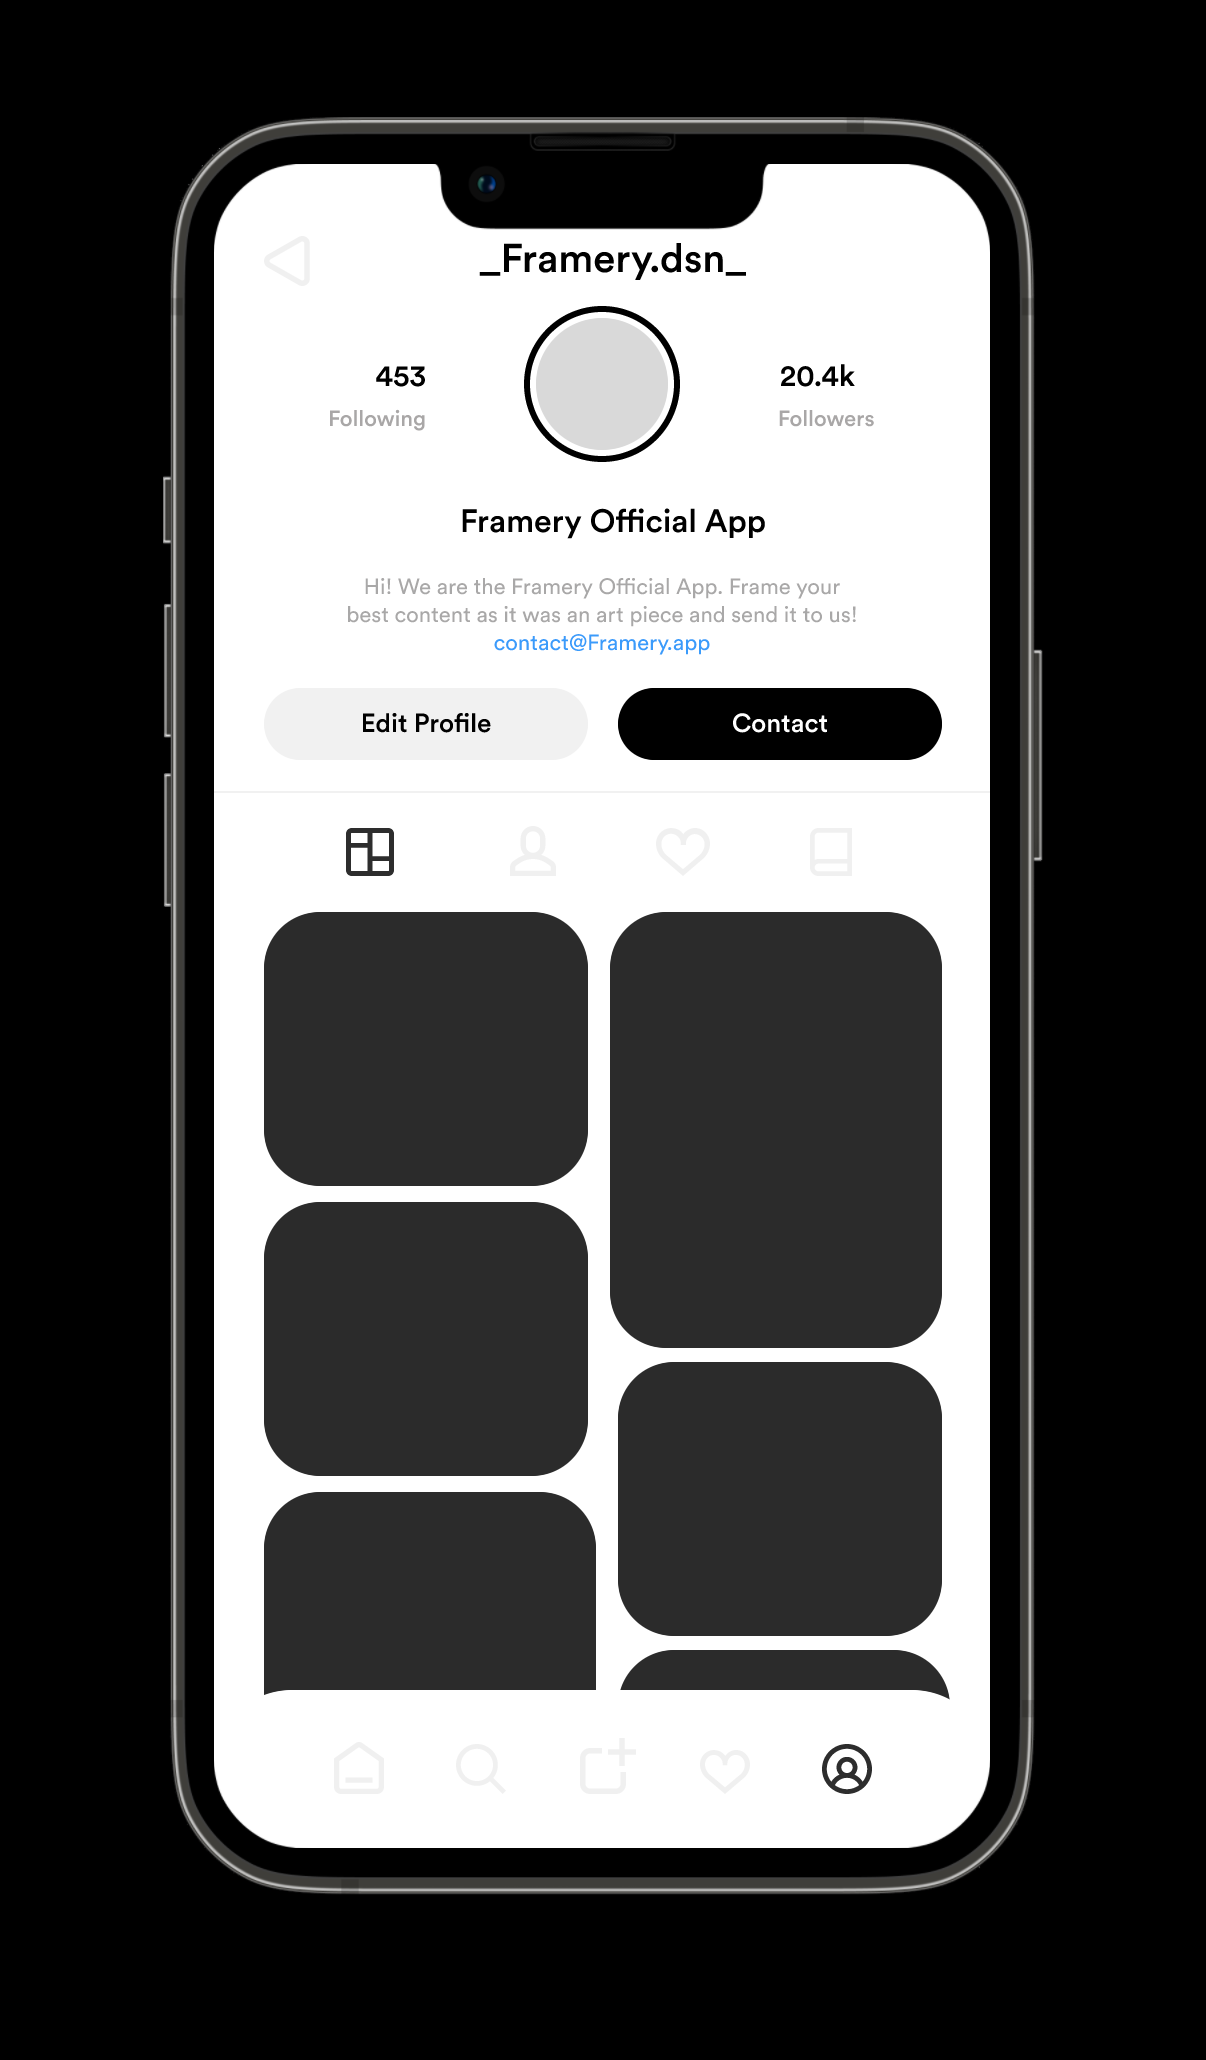 _Framery.dsn_
453
Following
20.4k
Followers
Framery Official App
Hi! We are the Framery Official App. Frame your
best content as it was an art piece and send it to us!
contact@Framery.app
Edit Profile
Contact